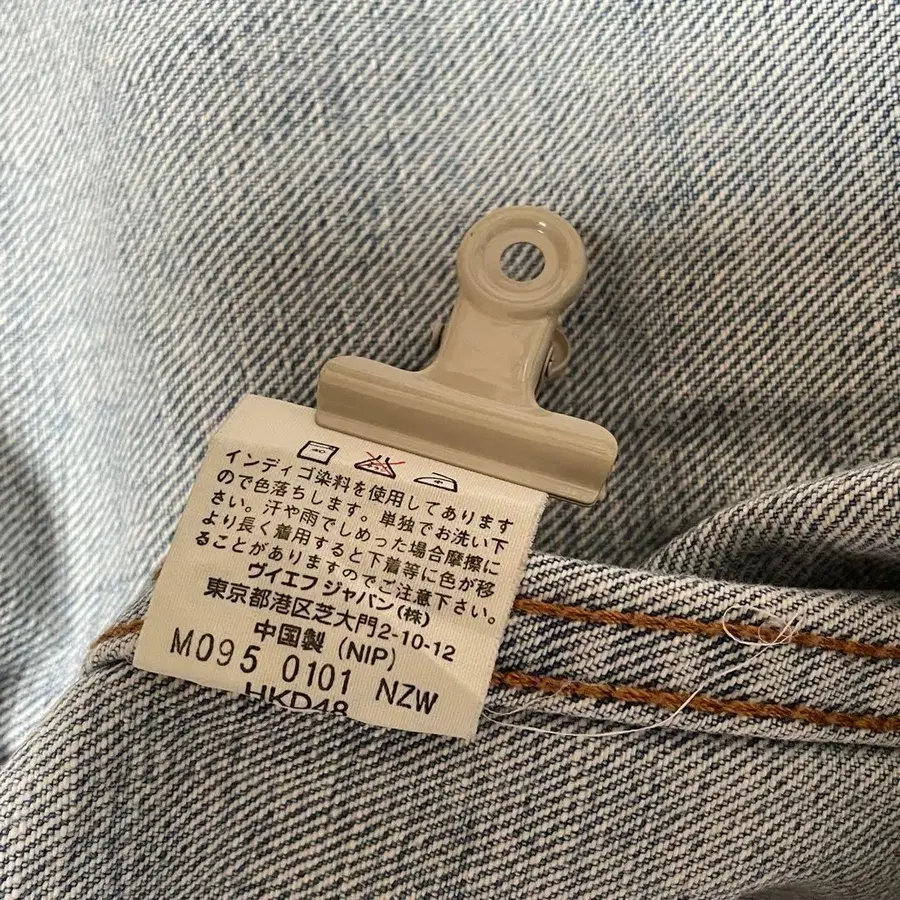 インディゴ染料を使用してあります
ので色落ちします。単独でお洗い下
さい。汗や雨でしめった場合摩擦に
より長く着用すると下着等に色が移
ることがありますのでご注意下さい。
ヴイエフ ジャパン(株)
東京都港区芝大門2-10-12
中国製 (NIP)
M095 0101 NZW
HKD48